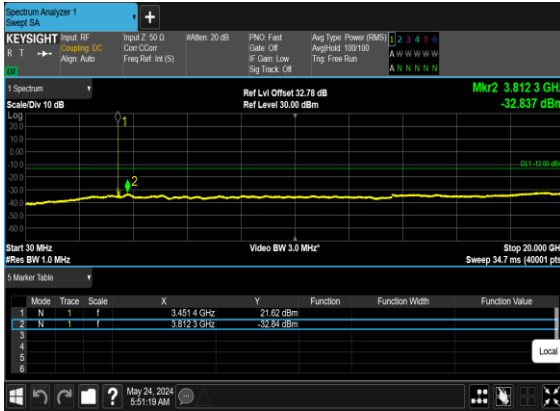 Spectrum Analyzer 1
Swept SA
+
KEYSIGHT Input: RF Input Z: 50 Ω #Atten: 20 dB PNO: Fast Avg Type: Power (RMS) 1 2 3 4 5 6
R T Coupling: DC Corr CCorr Gate: Off Avg|Hold: 100/100 A W W W W W
Align: Auto Freq Ref: Int (S) IF Gain: Low Trig: Free Run
Sig Track: Off A N N N N N
1 Spectrum Ref Lvl Offset 32.78 dB Mkr2 3.812 3 GHz
Scale/Div 10 dB Ref Level 30.00 dBm -32.837 dBm
Log
20.0
10.0
0.00
-10.0
-20.0
-30.0
-40.0
-50.0
-60.0
1
2
DL1 -13.00 dBm
Start 30 MHz Video BW 3.0 MHz* Stop 20.000 GHz
#Res BW 1.0 MHz Sweep 34.7 ms (40001 pts)
5 Marker Table
Mode Trace Scale X Y Function Function Width Function Value
1 N 1 f 3.451 4 GHz 21.62 dBm
2 N 1 f 3.812 3 GHz -32.84 dBm
3
4
5
6
Local
? May 24, 2024
5:51:19 AM